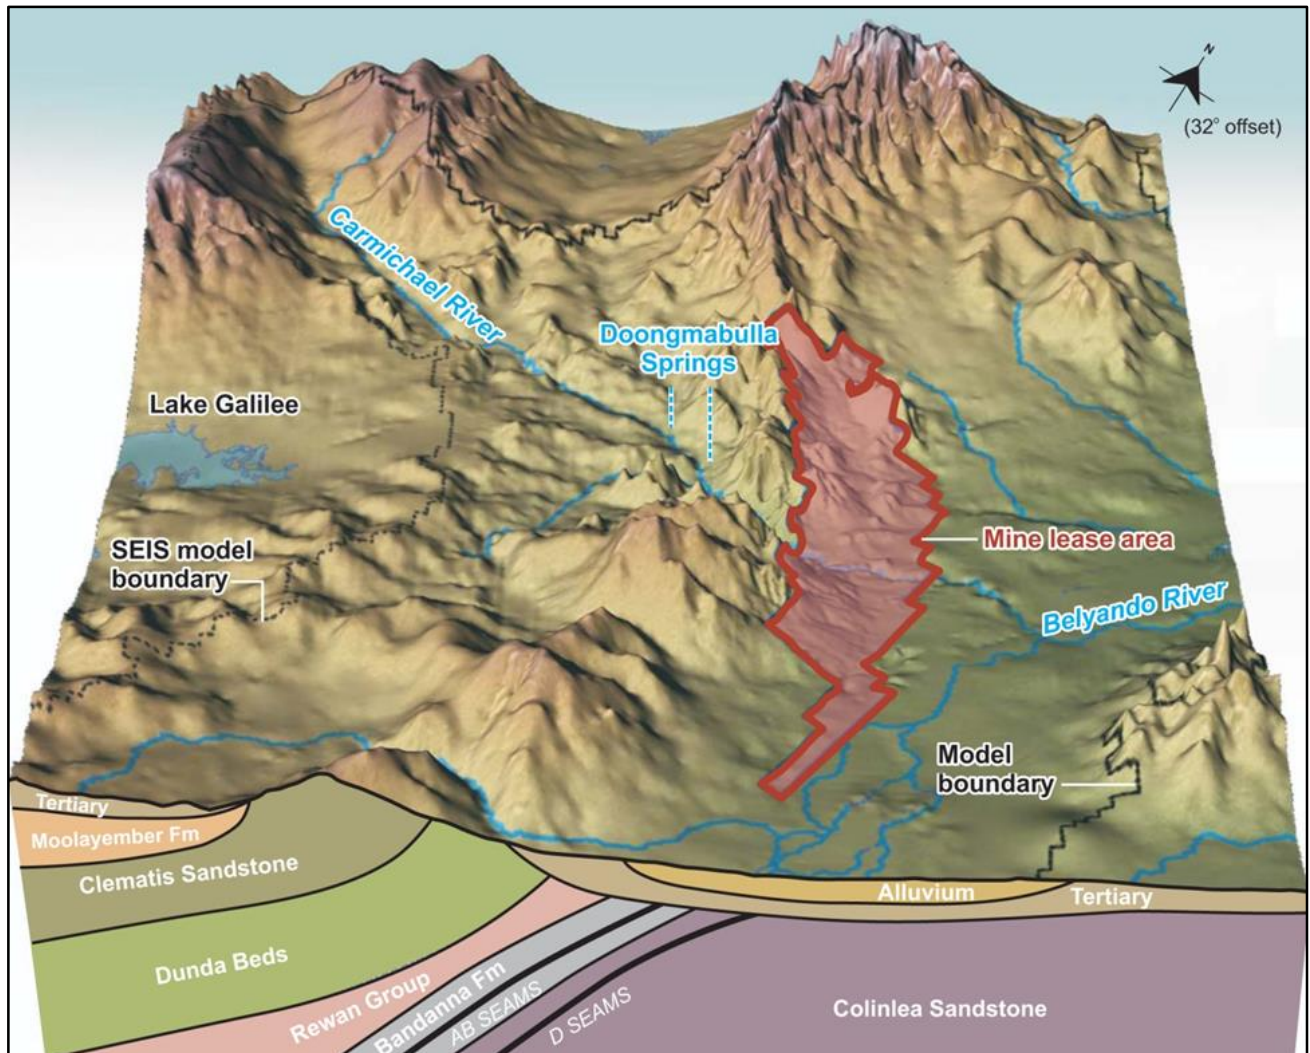 N
(32° offset)
Carmichael River
Doongmabulla
Springs
Lake Galilee
SEIS model
boundary
Mine lease area
Belyando River
Model
boundary
Tertiary
Moolayember Fm
Clematis Sandstone
Alluvium
Tertiary
Dunda Beds
Rewan Group
Bandanna Fm
AB SEAMS
D SEAMS
Colinlea Sandstone